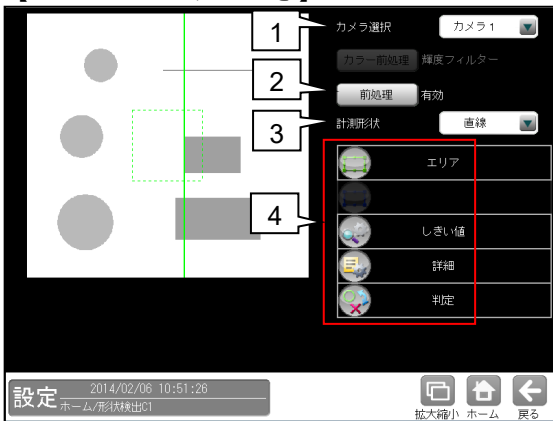 1
カメラ選択
カメラ1
カラー前処理
輝度フィルター
2
前処理
有効
3
計測形状
直線
4
エリア
しきい値
詳細
判定
設定
2014/02/06 10:51:26
ホーム/形状検出C1
拡大縮小
ホーム
戻る